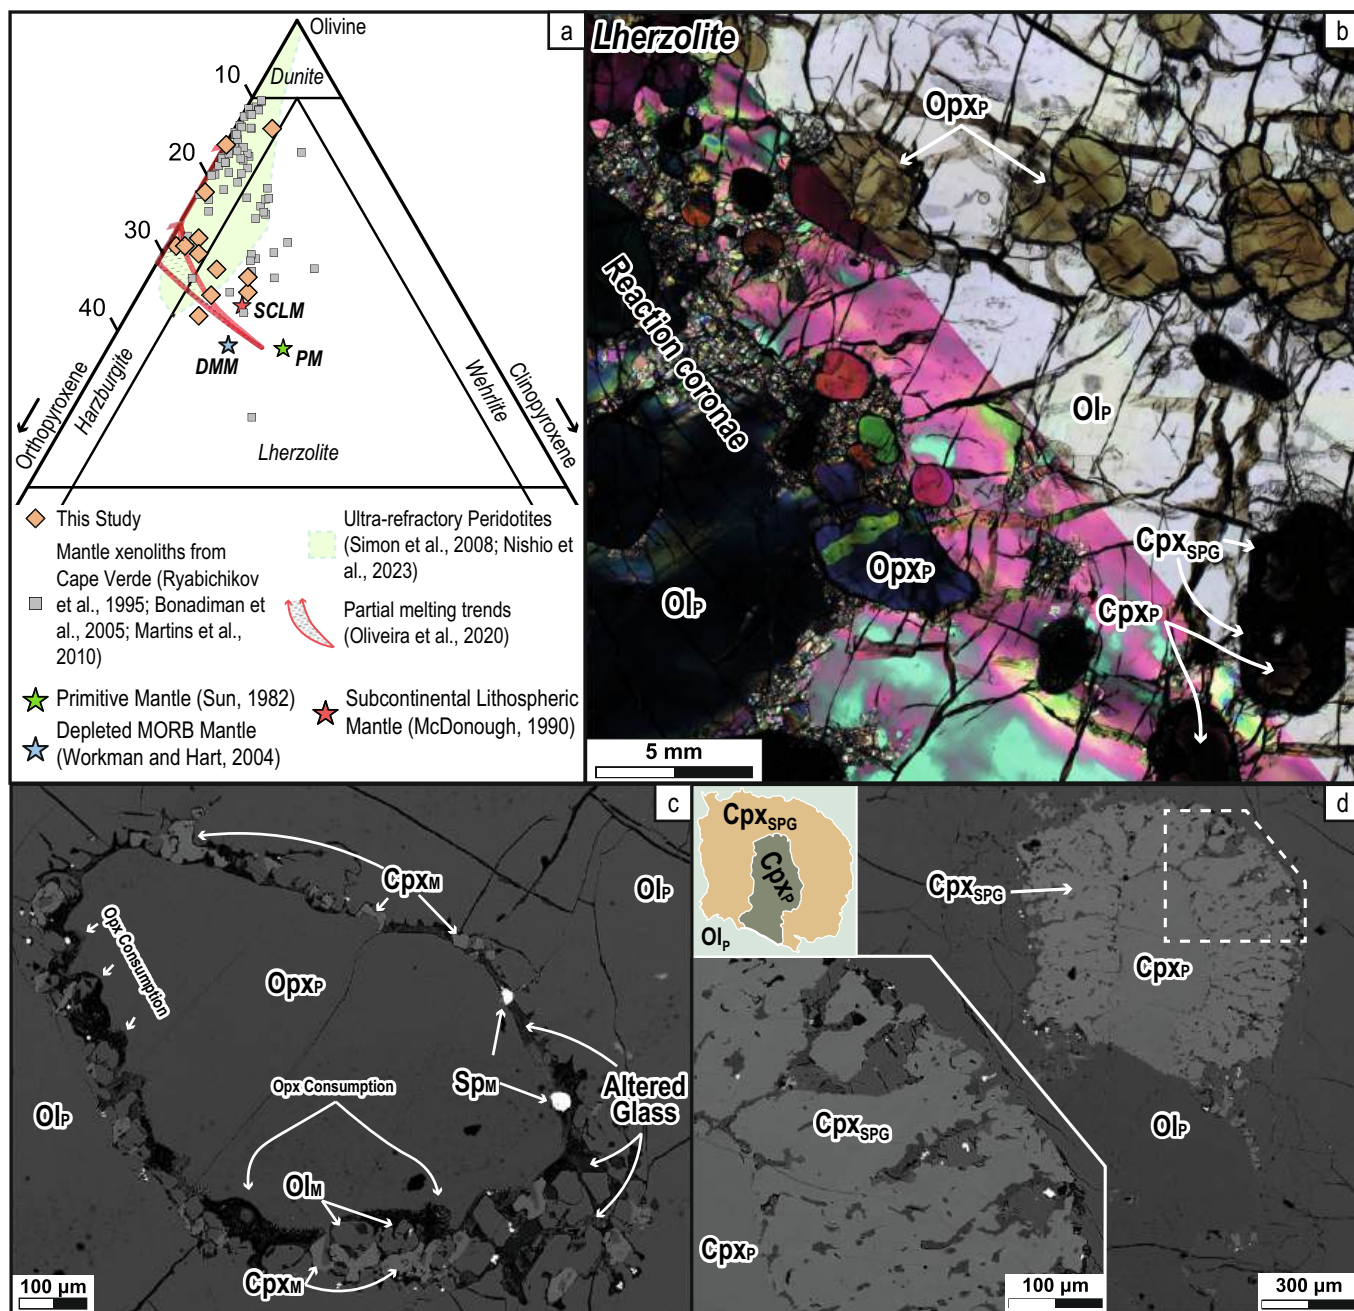 a
Olivine
10
Dunite
20
30
40
SCLM
DMM
PM
Orthopyroxene
Harzburgite
Wehrlite
Clinopyroxene
Lherzolite
This Study
Mantle xenoliths from
Cape Verde (Ryabichikov
et al., 1995; Bonadiman et
al., 2005; Martins et al.,
2010)
Ultra-refractory Peridotites
(Simon et al., 2008; Nishio et
al., 2023)
Partial melting trends
(Oliveira et al., 2020)
Primitive Mantle (Sun, 1982)
Depleted MORB Mantle
(Workman and Hart, 2004)
Subcontinental Lithospheric
Mantle (McDonough, 1990)
b
Lherzolite
OpxP
Reaction coronae
OlP
OpxP
OlP
CpxSPG
CpxP
5 mm
c
CpxM
OlP
Opx Consumption
OpxP
SpM
Altered
Glass
Opx Consumption
OlP
OlM
CpxM
100 µm
d
CpxSPG
CpxP
OlP
CpxSPG
CpxP
OlP
CpxSPG
CpxP
100 µm
300 µm